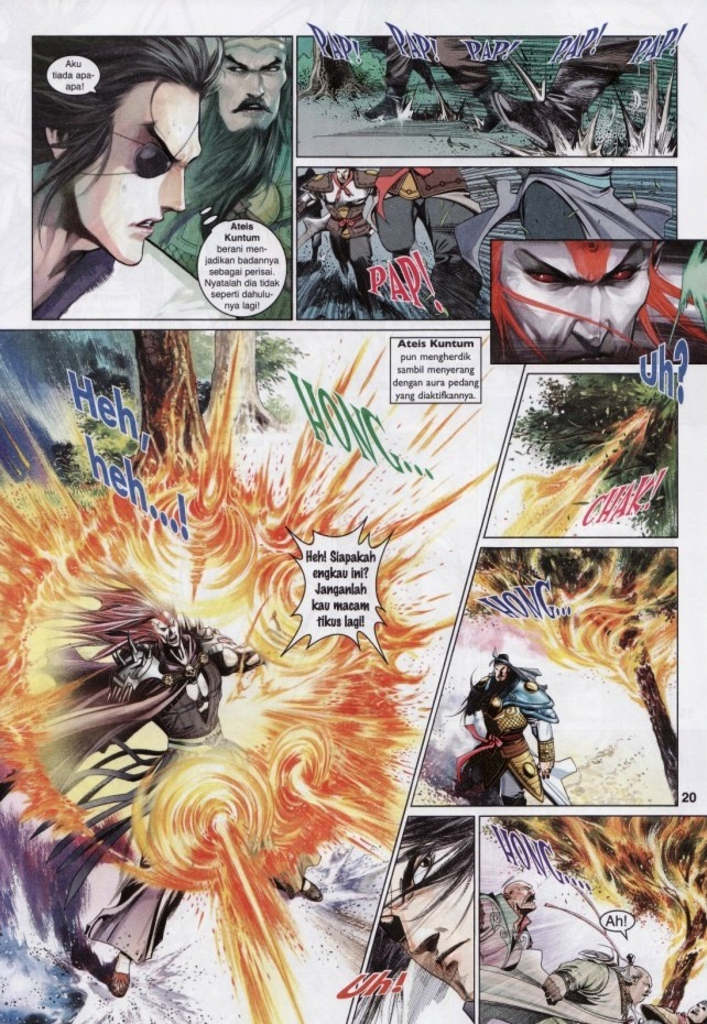 Aku
tiada apa-
apa!
Ateis
Kuntum
berani men-
jadikan badannya
sebagai perisai.
Nyatalah dia tidak
seperti dahulu-
nya lagi!
PAP! PAP! PAP! PAP! PAP!
PAP!
Uh?
Ateis Kuntum
pun mengherdik
sambil menyerang
dengan aura pedang
yang diaktifkannya.
Heh,
heh...!
HONG...
Heh! Siapakah
engkau ini?
Janganlah
kau macam
tikus lagi!
CHAK!
HONG...
20
Uh!
HONG...
Ah!